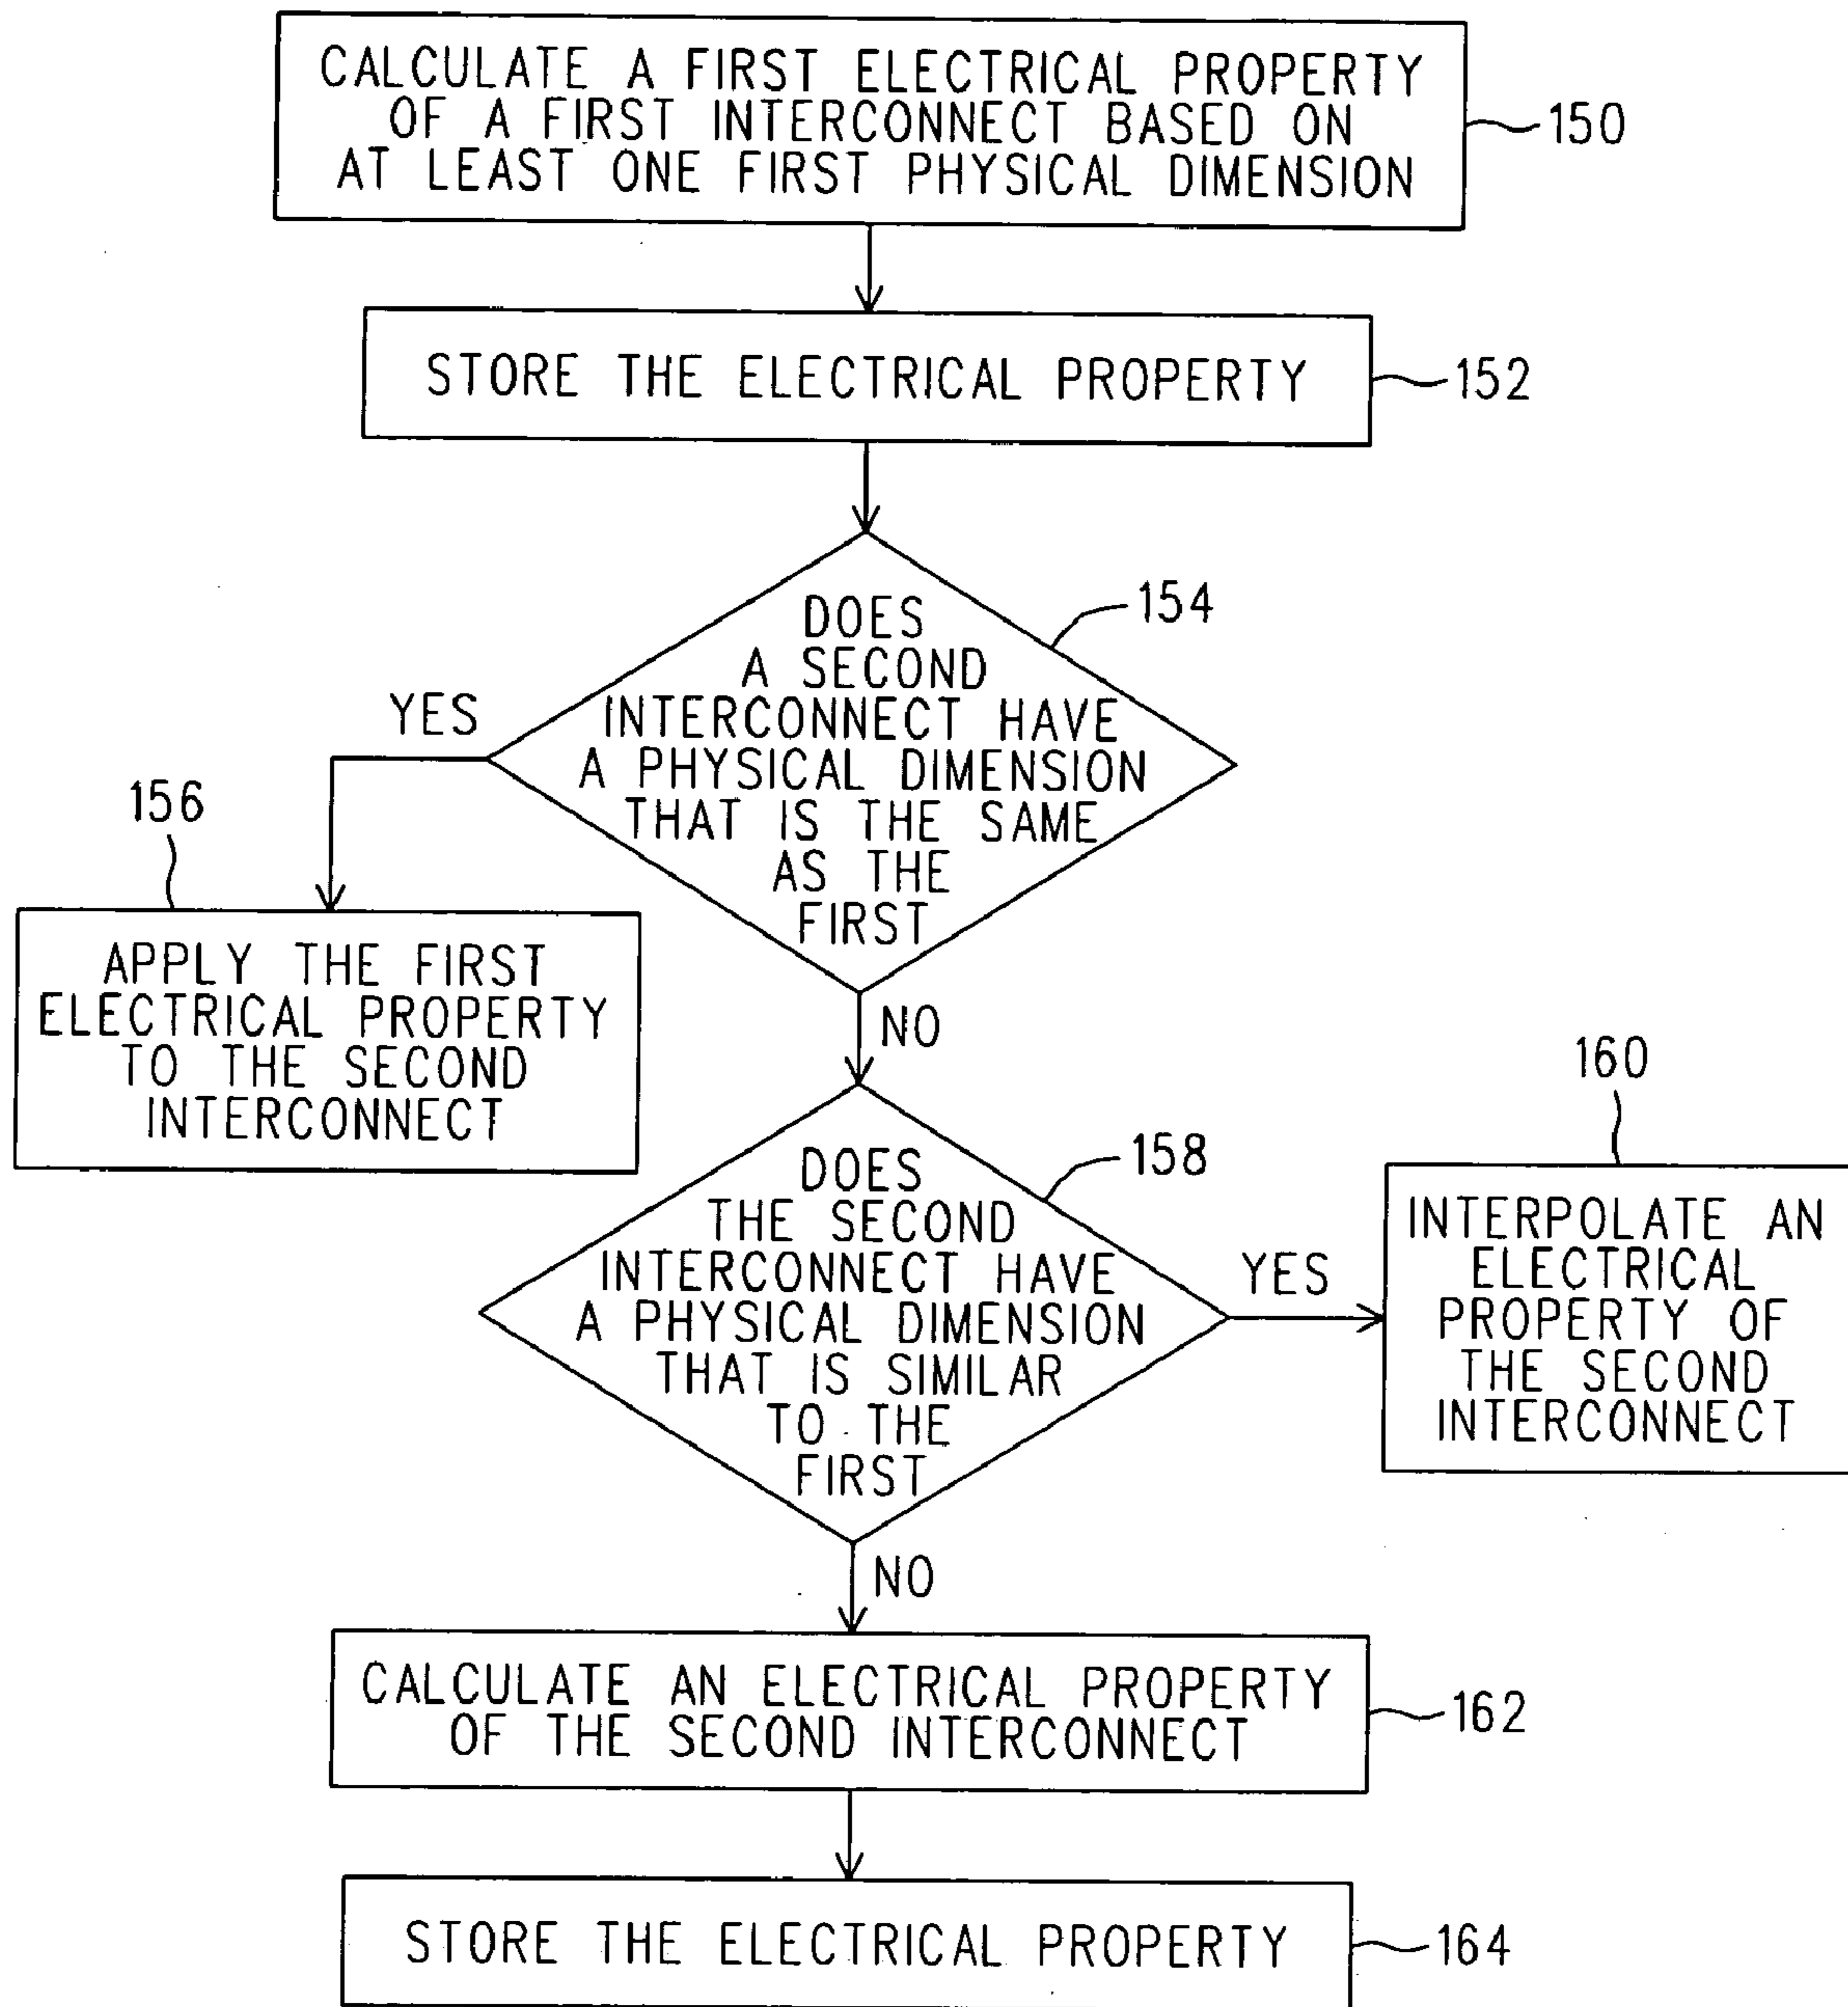 CALCULATE A FIRST ELECTRICAL PROPERTY
OF A FIRST INTERCONNECT BASED ON
AT LEAST ONE FIRST PHYSICAL DIMENSION
150
STORE THE ELECTRICAL PROPERTY
152
DOES
A SECOND
INTERCONNECT HAVE
A PHYSICAL DIMENSION
THAT IS THE SAME
AS THE
FIRST
154
YES
156
APPLY THE FIRST
ELECTRICAL PROPERTY
TO THE SECOND
INTERCONNECT
NO
DOES
THE SECOND
INTERCONNECT HAVE
A PHYSICAL DIMENSION
THAT IS SIMILAR
TO THE
FIRST
158
YES
160
INTERPOLATE AN
ELECTRICAL
PROPERTY OF
THE SECOND
INTERCONNECT
NO
CALCULATE AN ELECTRICAL PROPERTY
OF THE SECOND INTERCONNECT
162
STORE THE ELECTRICAL PROPERTY
164